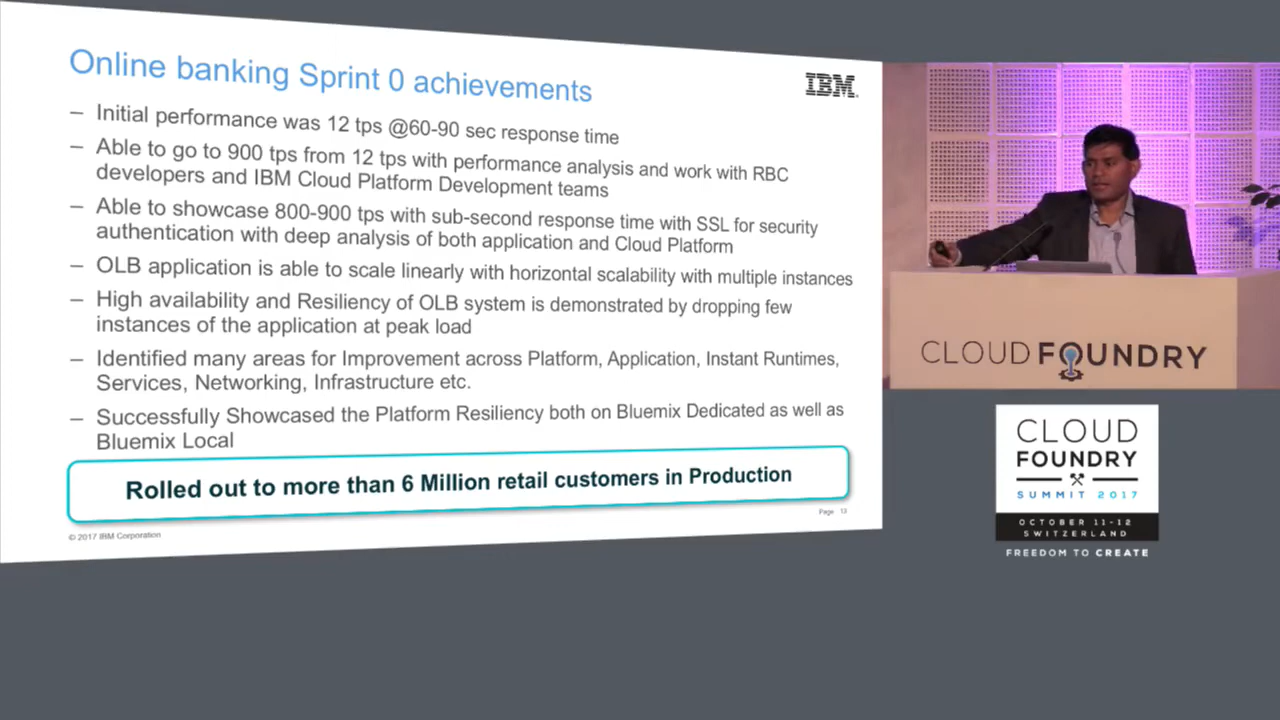 Online banking Sprint 0 achievements
IBM
– Initial performance was 12 tps @60-90 sec response time
– Able to go to 900 tps from 12 tps with performance analysis and work with RBC
developers and IBM Cloud Platform Development teams
– Able to showcase 800-900 tps with sub-second response time with SSL for security
authentication with deep analysis of both application and Cloud Platform
– OLB application is able to scale linearly with horizontal scalability with multiple instances
– High availability and Resiliency of OLB system is demonstrated by dropping few
instances of the application at peak load
– Identified many areas for Improvement across Platform, Application, Instant Runtimes,
Services, Networking, Infrastructure etc.
– Successfully Showcased the Platform Resiliency both on Bluemix Dedicated as well as
Bluemix Local
Rolled out to more than 6 Million retail customers in Production
Page 13
© 2017 IBM Corporation
CLOUD FOUNDRY
CLOUD
FOUNDRY
SUMMIT 2017
OCTOBER 11-12
SWITZERLAND
FREEDOM TO CREATE